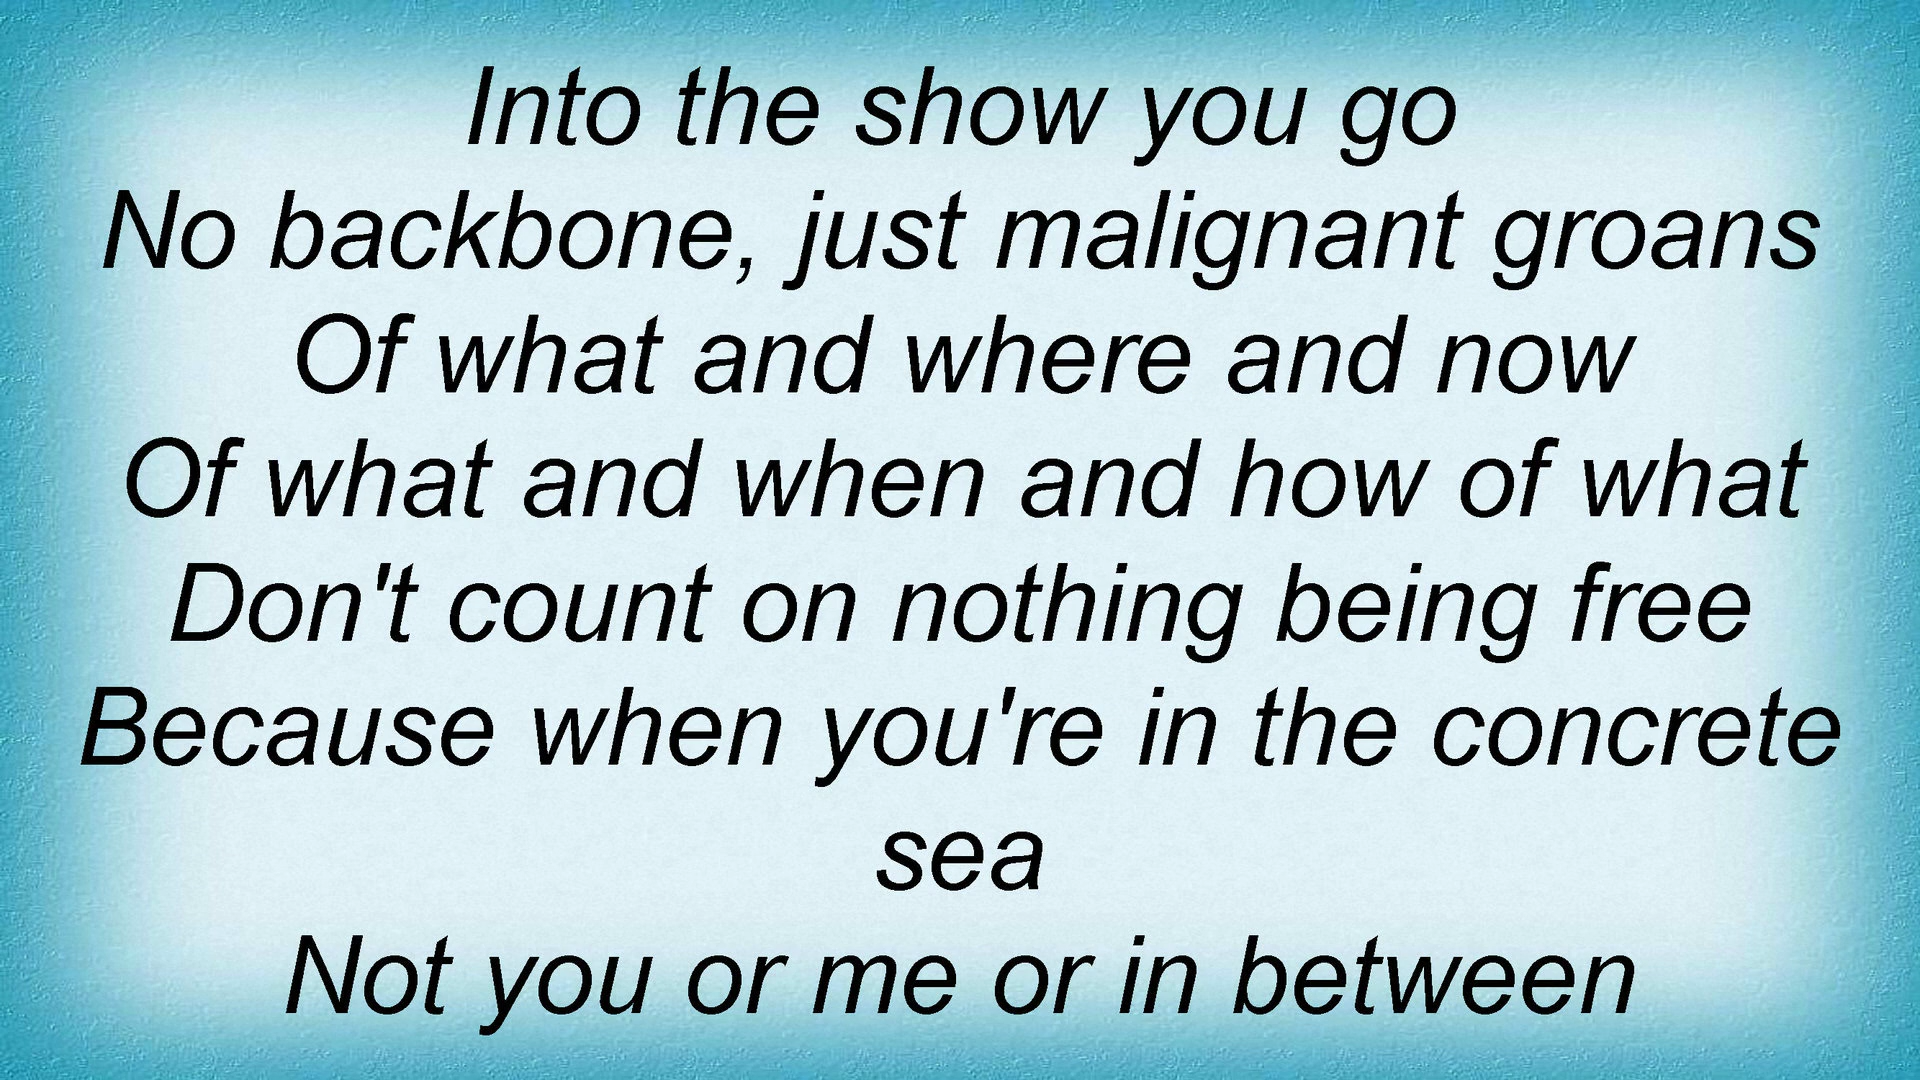 Into the show you go
No backbone, just malignant groans
Of what and where and now
Of what and when and how of what
Don't count on nothing being free
Because when you're in the concrete
sea
Not you or me or in between